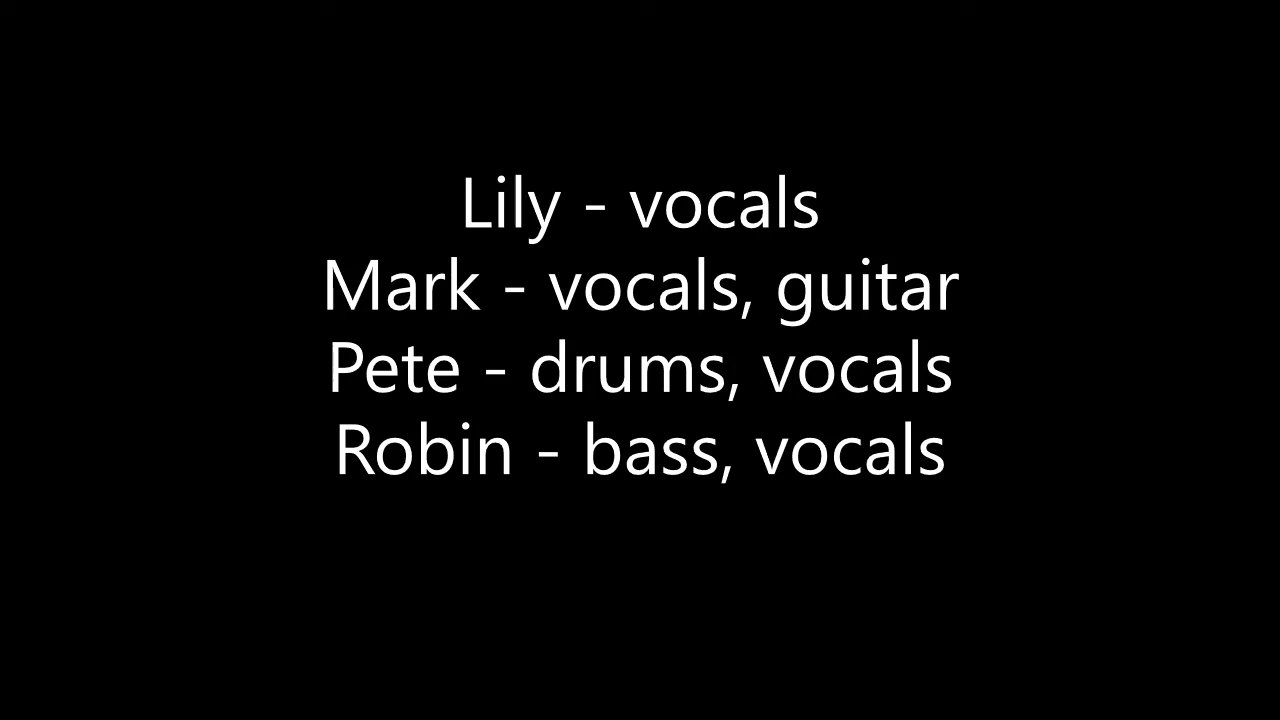 Lily - vocals
Mark - vocals, guitar
Pete - drums, vocals
Robin - bass, vocals